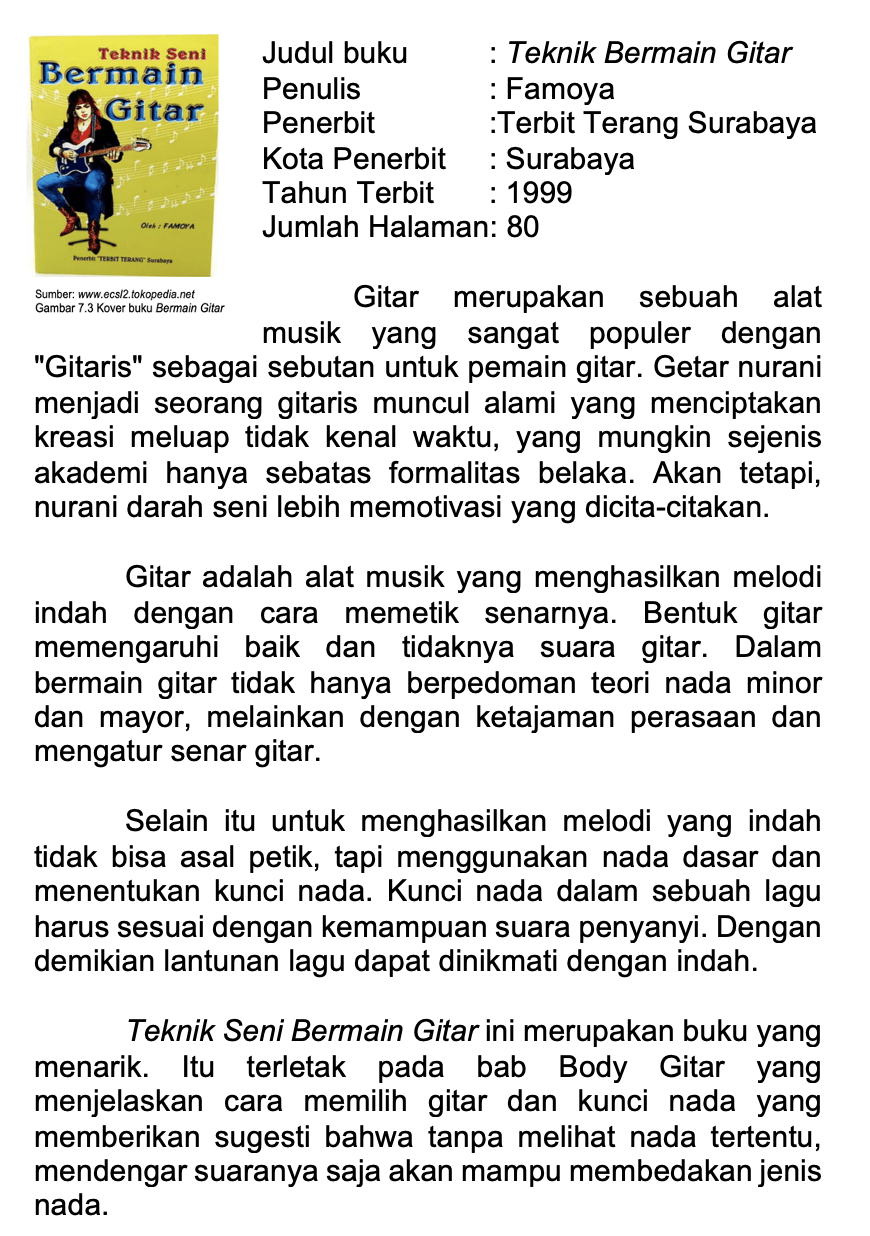 Teknik Seni
Bermain
Gitar
Oleh : FAMOYA
Penerbit: "TERBIT TERANG" Surabaya
Sumber: www.ecsl2.tokopedia.net
Gambar 7.3 Kover buku Bermain Gitar
Judul buku : Teknik Bermain Gitar
Penulis : Famoya
Penerbit :Terbit Terang Surabaya
Kota Penerbit : Surabaya
Tahun Terbit : 1999
Jumlah Halaman: 80
Gitar merupakan sebuah alat
musik yang sangat populer dengan
"Gitaris" sebagai sebutan untuk pemain gitar. Getar nurani
menjadi seorang gitaris muncul alami yang menciptakan
kreasi meluap tidak kenal waktu, yang mungkin sejenis
akademi hanya sebatas formalitas belaka. Akan tetapi,
nurani darah seni lebih memotivasi yang dicita-citakan.
Gitar adalah alat musik yang menghasilkan melodi
indah dengan cara memetik senarnya. Bentuk gitar
memengaruhi baik dan tidaknya suara gitar. Dalam
bermain gitar tidak hanya berpedoman teori nada minor
dan mayor, melainkan dengan ketajaman perasaan dan
mengatur senar gitar.
Selain itu untuk menghasilkan melodi yang indah
tidak bisa asal petik, tapi menggunakan nada dasar dan
menentukan kunci nada. Kunci nada dalam sebuah lagu
harus sesuai dengan kemampuan suara penyanyi. Dengan
demikian lantunan lagu dapat dinikmati dengan indah.
Teknik Seni Bermain Gitar ini merupakan buku yang
menarik. Itu terletak pada bab Body Gitar yang
menjelaskan cara memilih gitar dan kunci nada yang
memberikan sugesti bahwa tanpa melihat nada tertentu,
mendengar suaranya saja akan mampu membedakan jenis
nada.